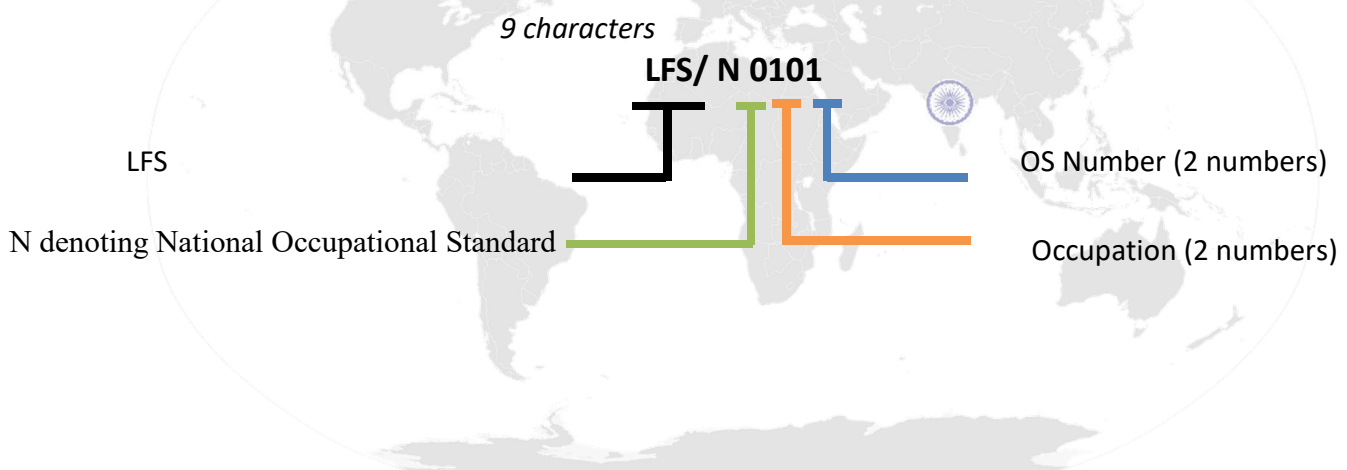 9 characters
LFS/ N 0101
LFS
OS Number (2 numbers)
N denoting National Occupational Standard
Occupation (2 numbers)